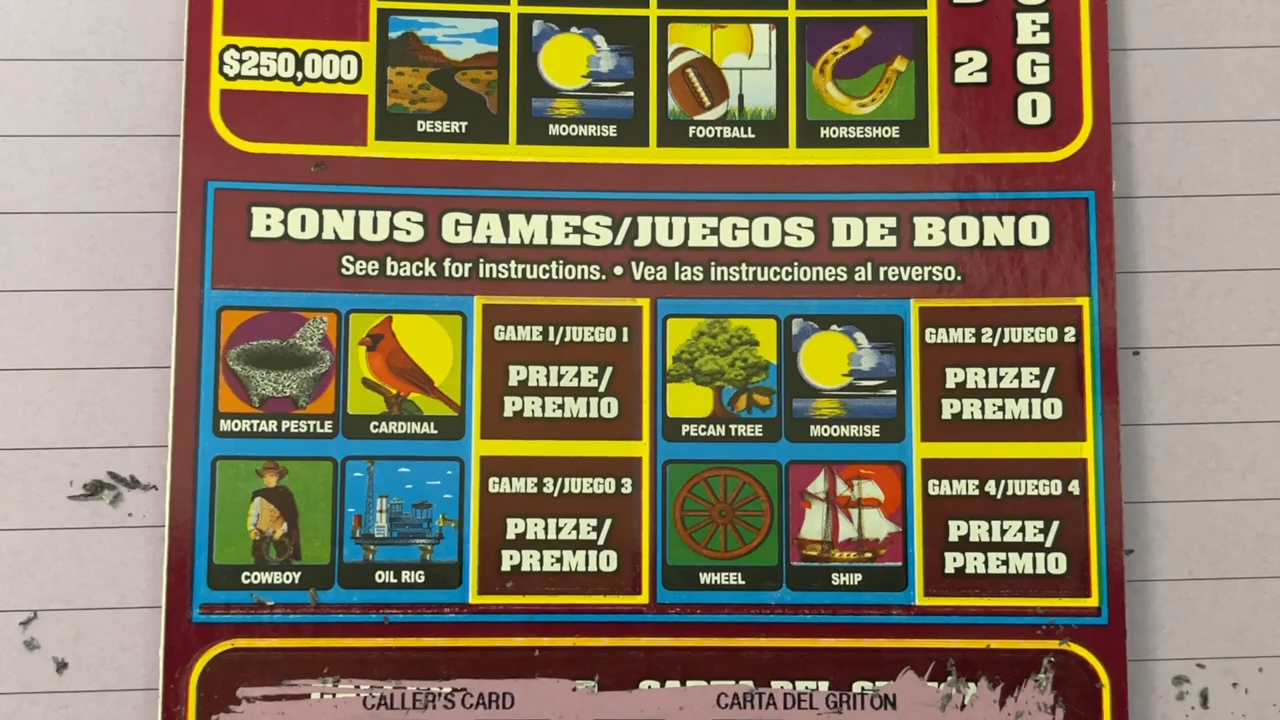 $250,000
DESERT
MOONRISE
FOOTBALL
HORSESHOE
2
EGO
BONUS GAMES/JUEGOS DE BONO
See back for instructions. • Vea las instrucciones al reverso.
MORTAR PESTLE
CARDINAL
GAME 1/JUEGO 1
PRIZE/
PREMIO
PECAN TREE
MOONRISE
GAME 2/JUEGO 2
PRIZE/
PREMIO
COWBOY
OIL RIG
GAME 3/JUEGO 3
PRIZE/
PREMIO
WHEEL
SHIP
GAME 4/JUEGO 4
PRIZE/
PREMIO
CALLER'S CARD
CARTA DEL GRITÓN